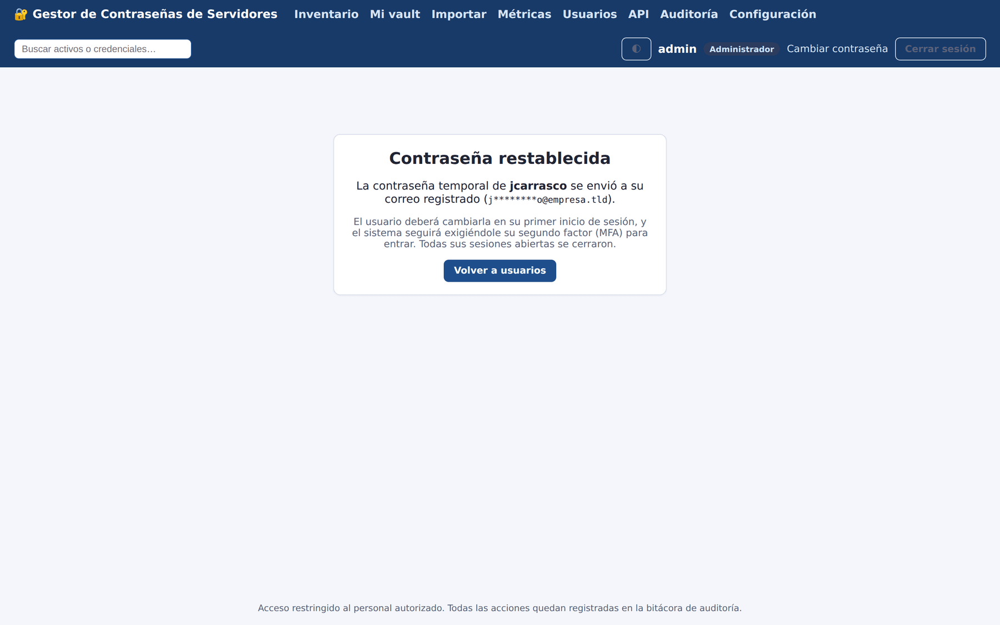 Gestor de Contraseñas de Servidores Inventario Mi vault Importar Métricas Usuarios API Auditoría Configuración
Buscar activos o credenciales… admin Administrador Cambiar contraseña Cerrar sesión
Contraseña restablecida
La contraseña temporal de jcarrasco se envió a su
correo registrado (j********o@empresa.tld).
El usuario deberá cambiarla en su primer inicio de sesión, y
el sistema seguirá exigiéndole su segundo factor (MFA) para
entrar. Todas sus sesiones abiertas se cerraron.
Volver a usuarios
Acceso restringido al personal autorizado. Todas las acciones quedan registradas en la bitácora de auditoría.